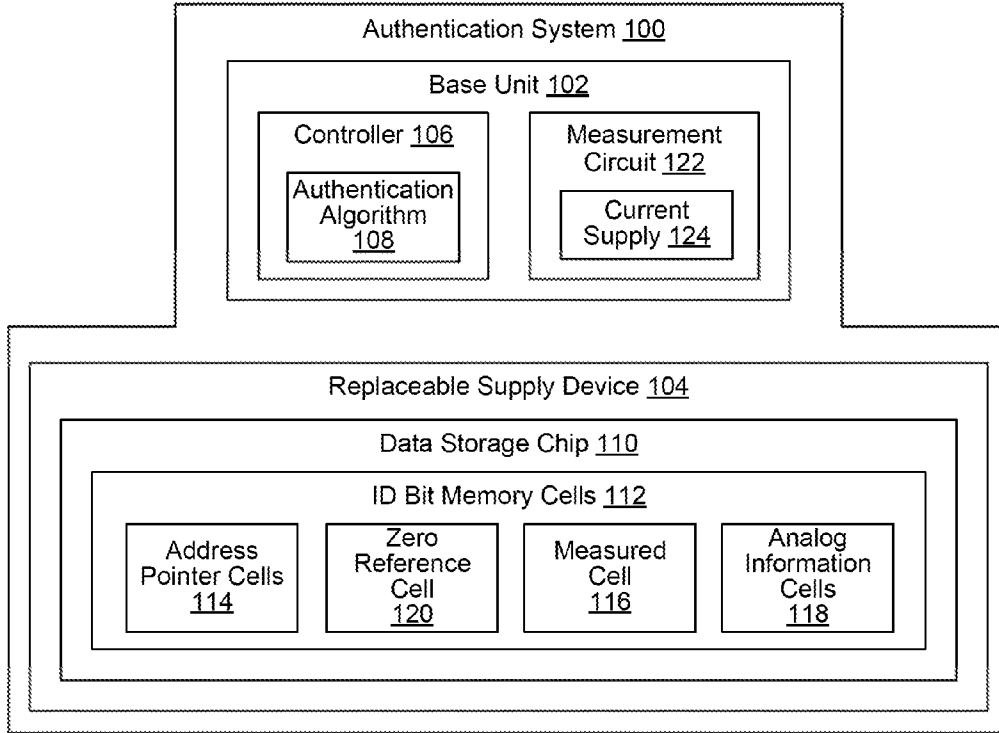 Authentication System 100
Base Unit 102
Controller 106
Authentication
Algorithm
108
Measurement
Circuit 122
Current
Supply 124
Replaceable Supply Device 104
Data Storage Chip 110
ID Bit Memory Cells 112
Address
Pointer Cells
114
Zero
Reference
Cell
120
Measured
Cell
116
Analog
Information
Cells
118